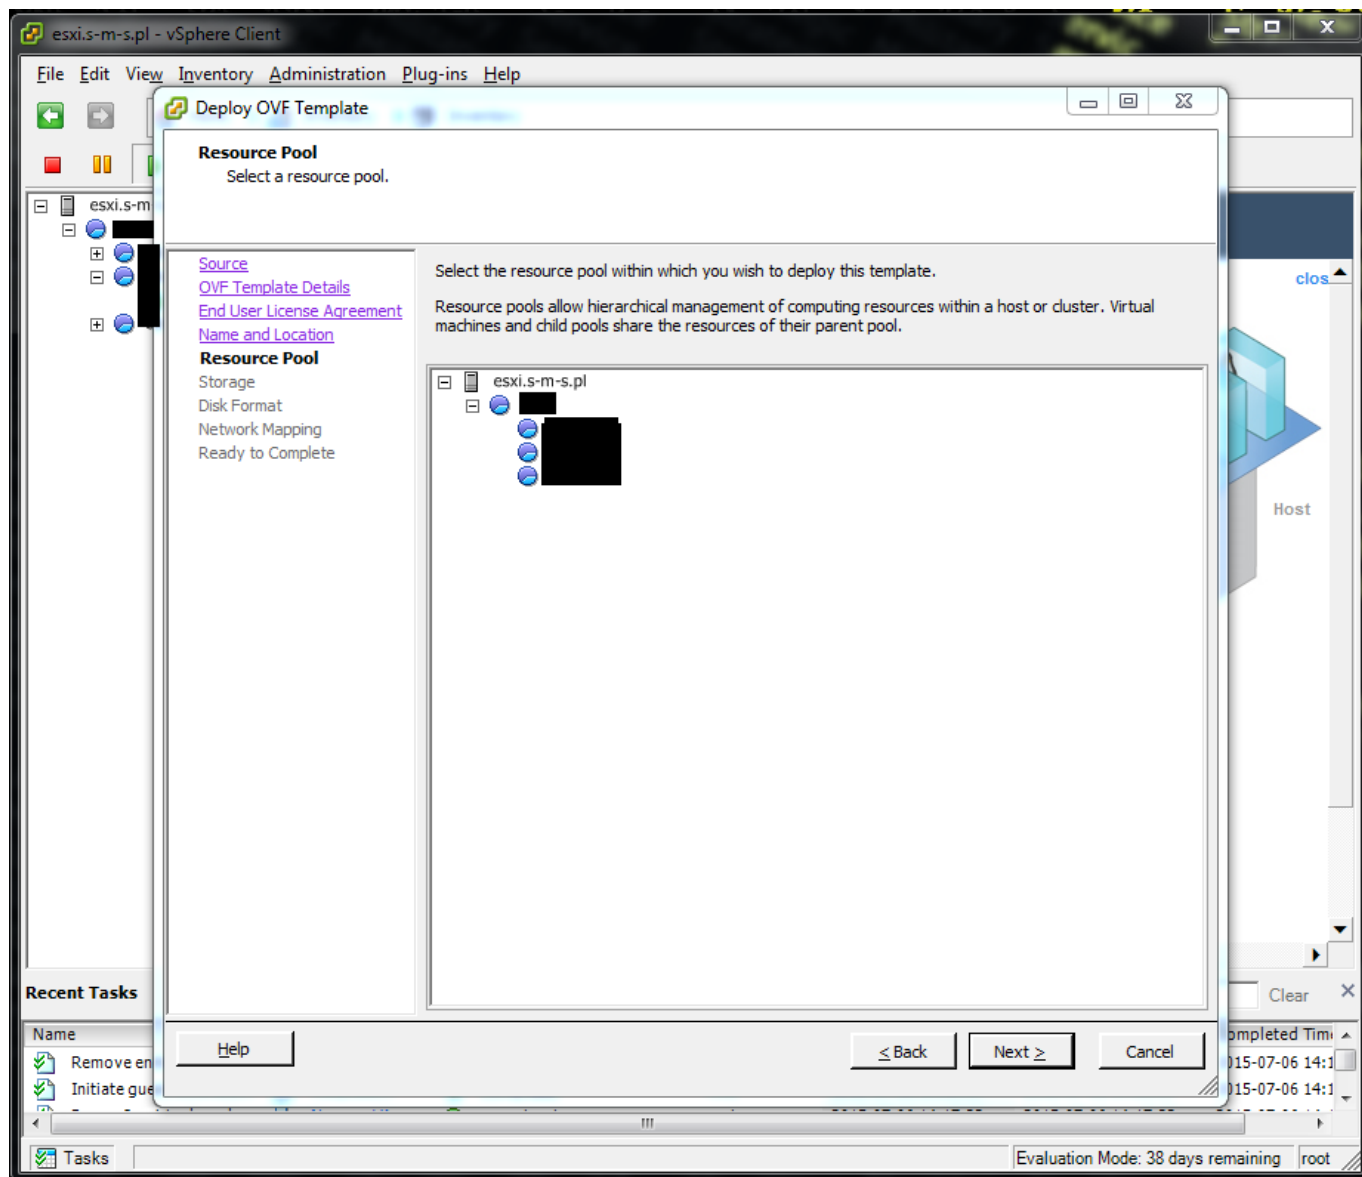 esxi.s-m-s.pl - vSphere Client
File Edit View Inventory Administration Plug-ins Help
Deploy OVF Template
Resource Pool
Select a resource pool.
esxi.s-m
Source
OVF Template Details
End User License Agreement
Name and Location
Resource Pool
Storage
Disk Format
Network Mapping
Ready to Complete
Select the resource pool within which you wish to deploy this template.
Resource pools allow hierarchical management of computing resources within a host or cluster. Virtual
machines and child pools share the resources of their parent pool.
esxi.s-m-s.pl
clos
Host
Recent Tasks
Clear
Name
ompleted Tim
Remove en
015-07-06 14:1
Initiate gue
015-07-06 14:1
Help
< Back
Next >
Cancel
Tasks
Evaluation Mode: 38 days remaining
root